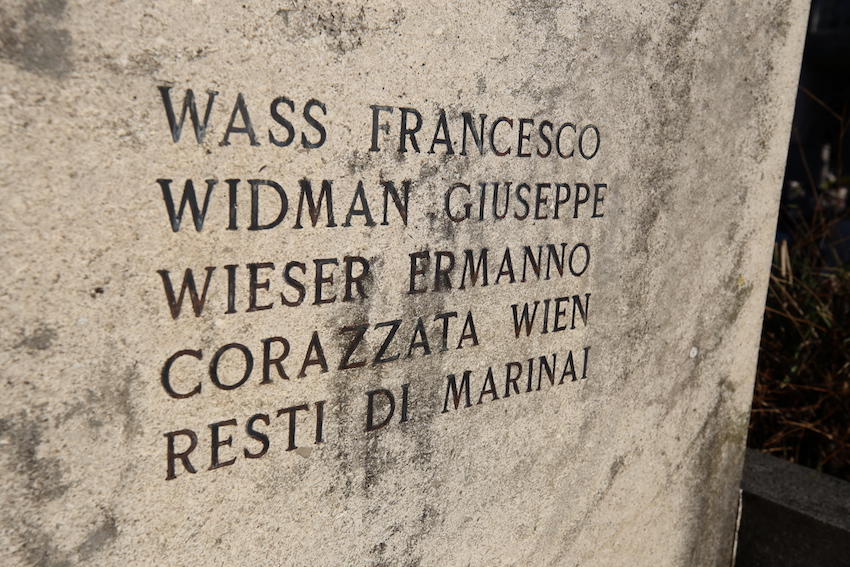 WASS FRANCESCO
WIDMAN GIUSEPPE
WIESER ERMANNO
CORAZZATA WIEN
RESTI DI MARINAI